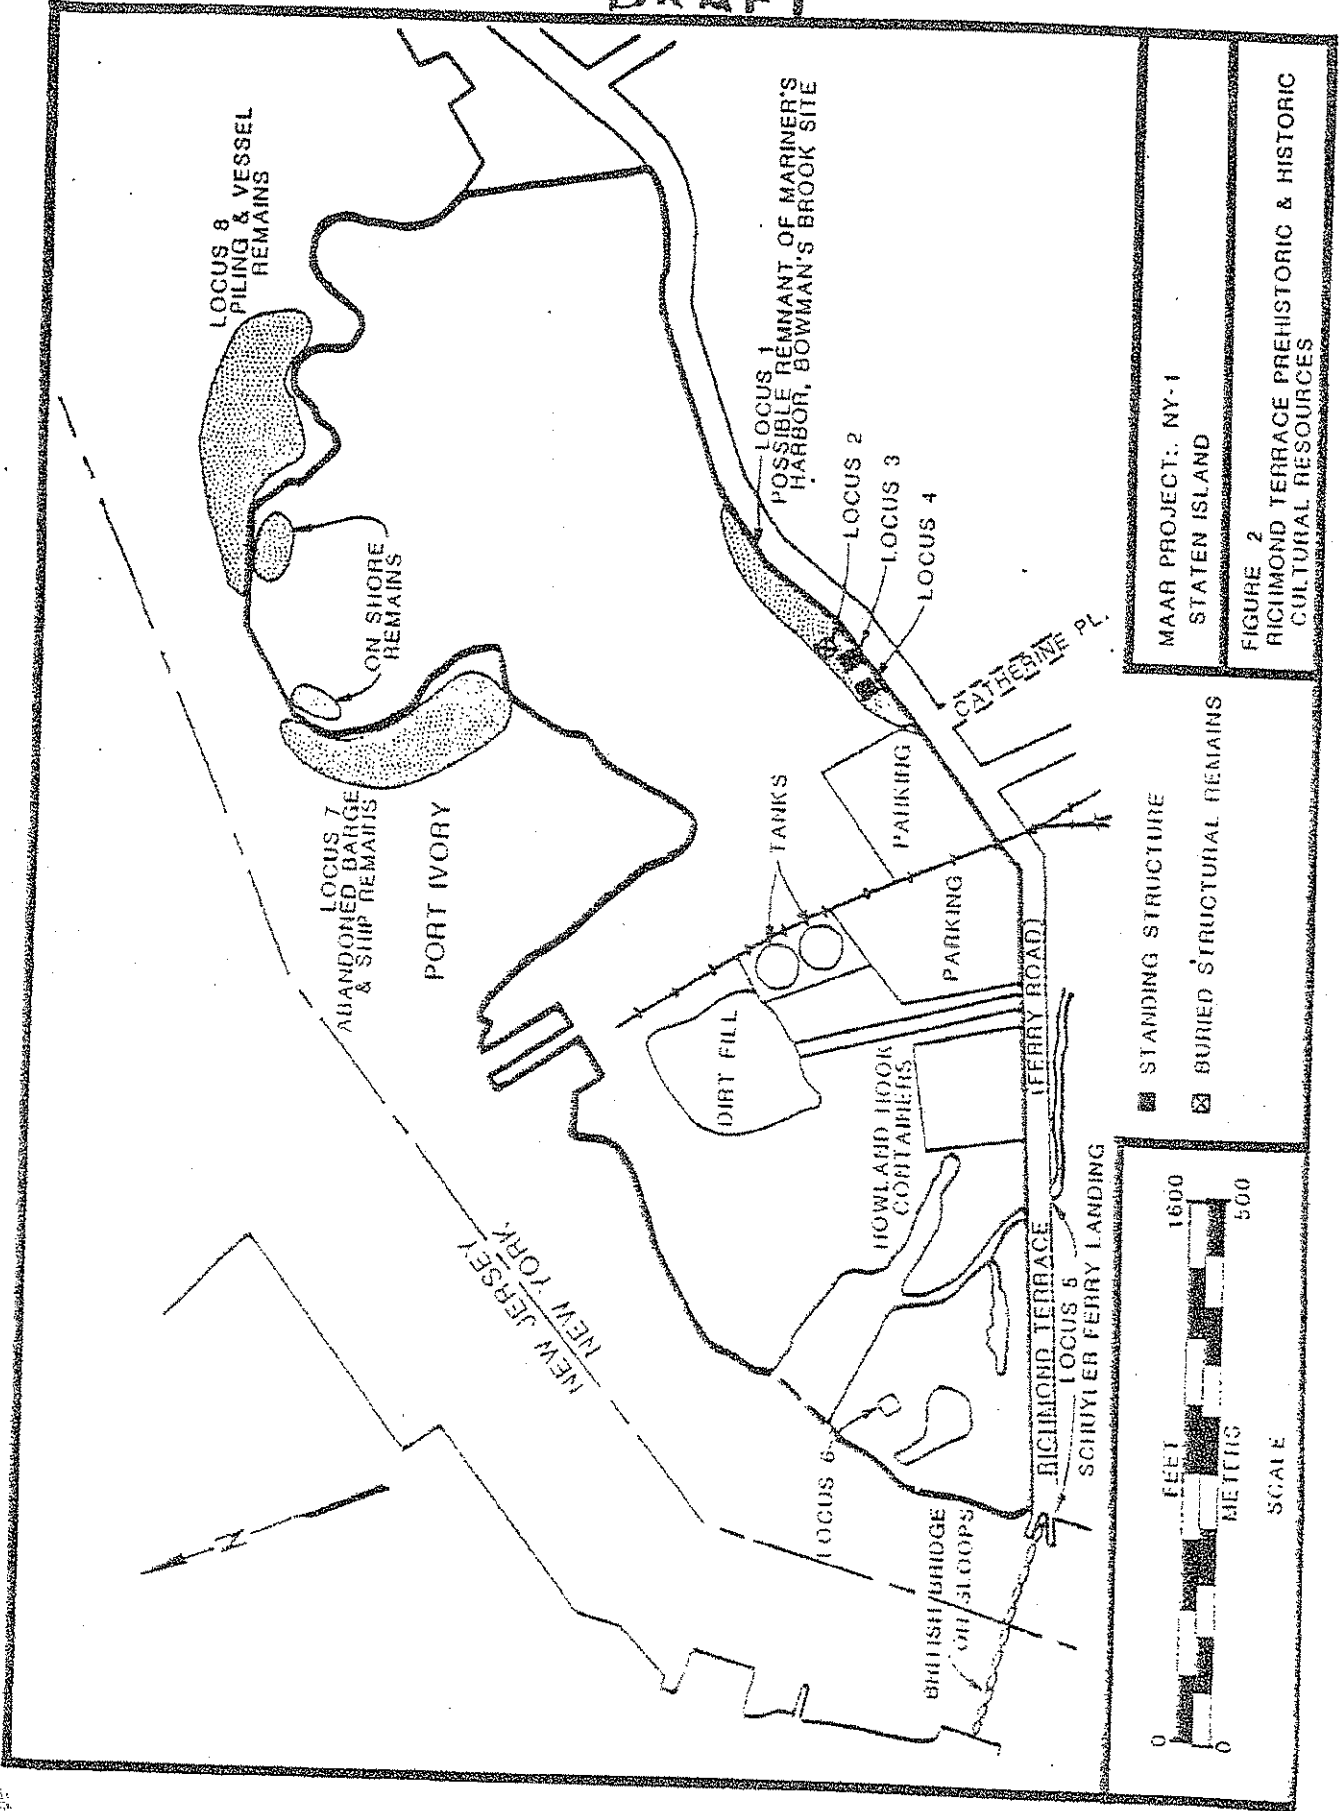 DRAFT
LOCUS 8
PILING & VESSEL
REMAINS
ON SHORE
REMAINS
LOCUS 7
ABANDONED BARGE
& SHIP REMAINS
PORT IVORY
LOCUS 1
POSSIBLE REMNANT OF MARINER'S
HARBOR, BOWMAN'S BROOK SITE
LOCUS 2
LOCUS 3
LOCUS 4
CATHERINE PL.
TANKS
PARKING
PARKING
DIRT FILL
HOWLAND HOOK
CONTAINERS
(FERRY ROAD)
RICHMOND TERRACE
LOCUS 5
SCHUYLER FERRY LANDING
LOCUS 6
NEW JERSEY
NEW YORK
N
BRITISH BRIDGE
ON SLOOPS
STANDING STRUCTURE
BURIED STRUCTURAL REMAINS
0 1600
FEET
METERS
0 500
SCALE
MAAR PROJECT:. NY-1
STATEN ISLAND
FIGURE 2
RICHMOND TERRACE PREHISTORIC & HISTORIC
CULTURAL RESOURCES